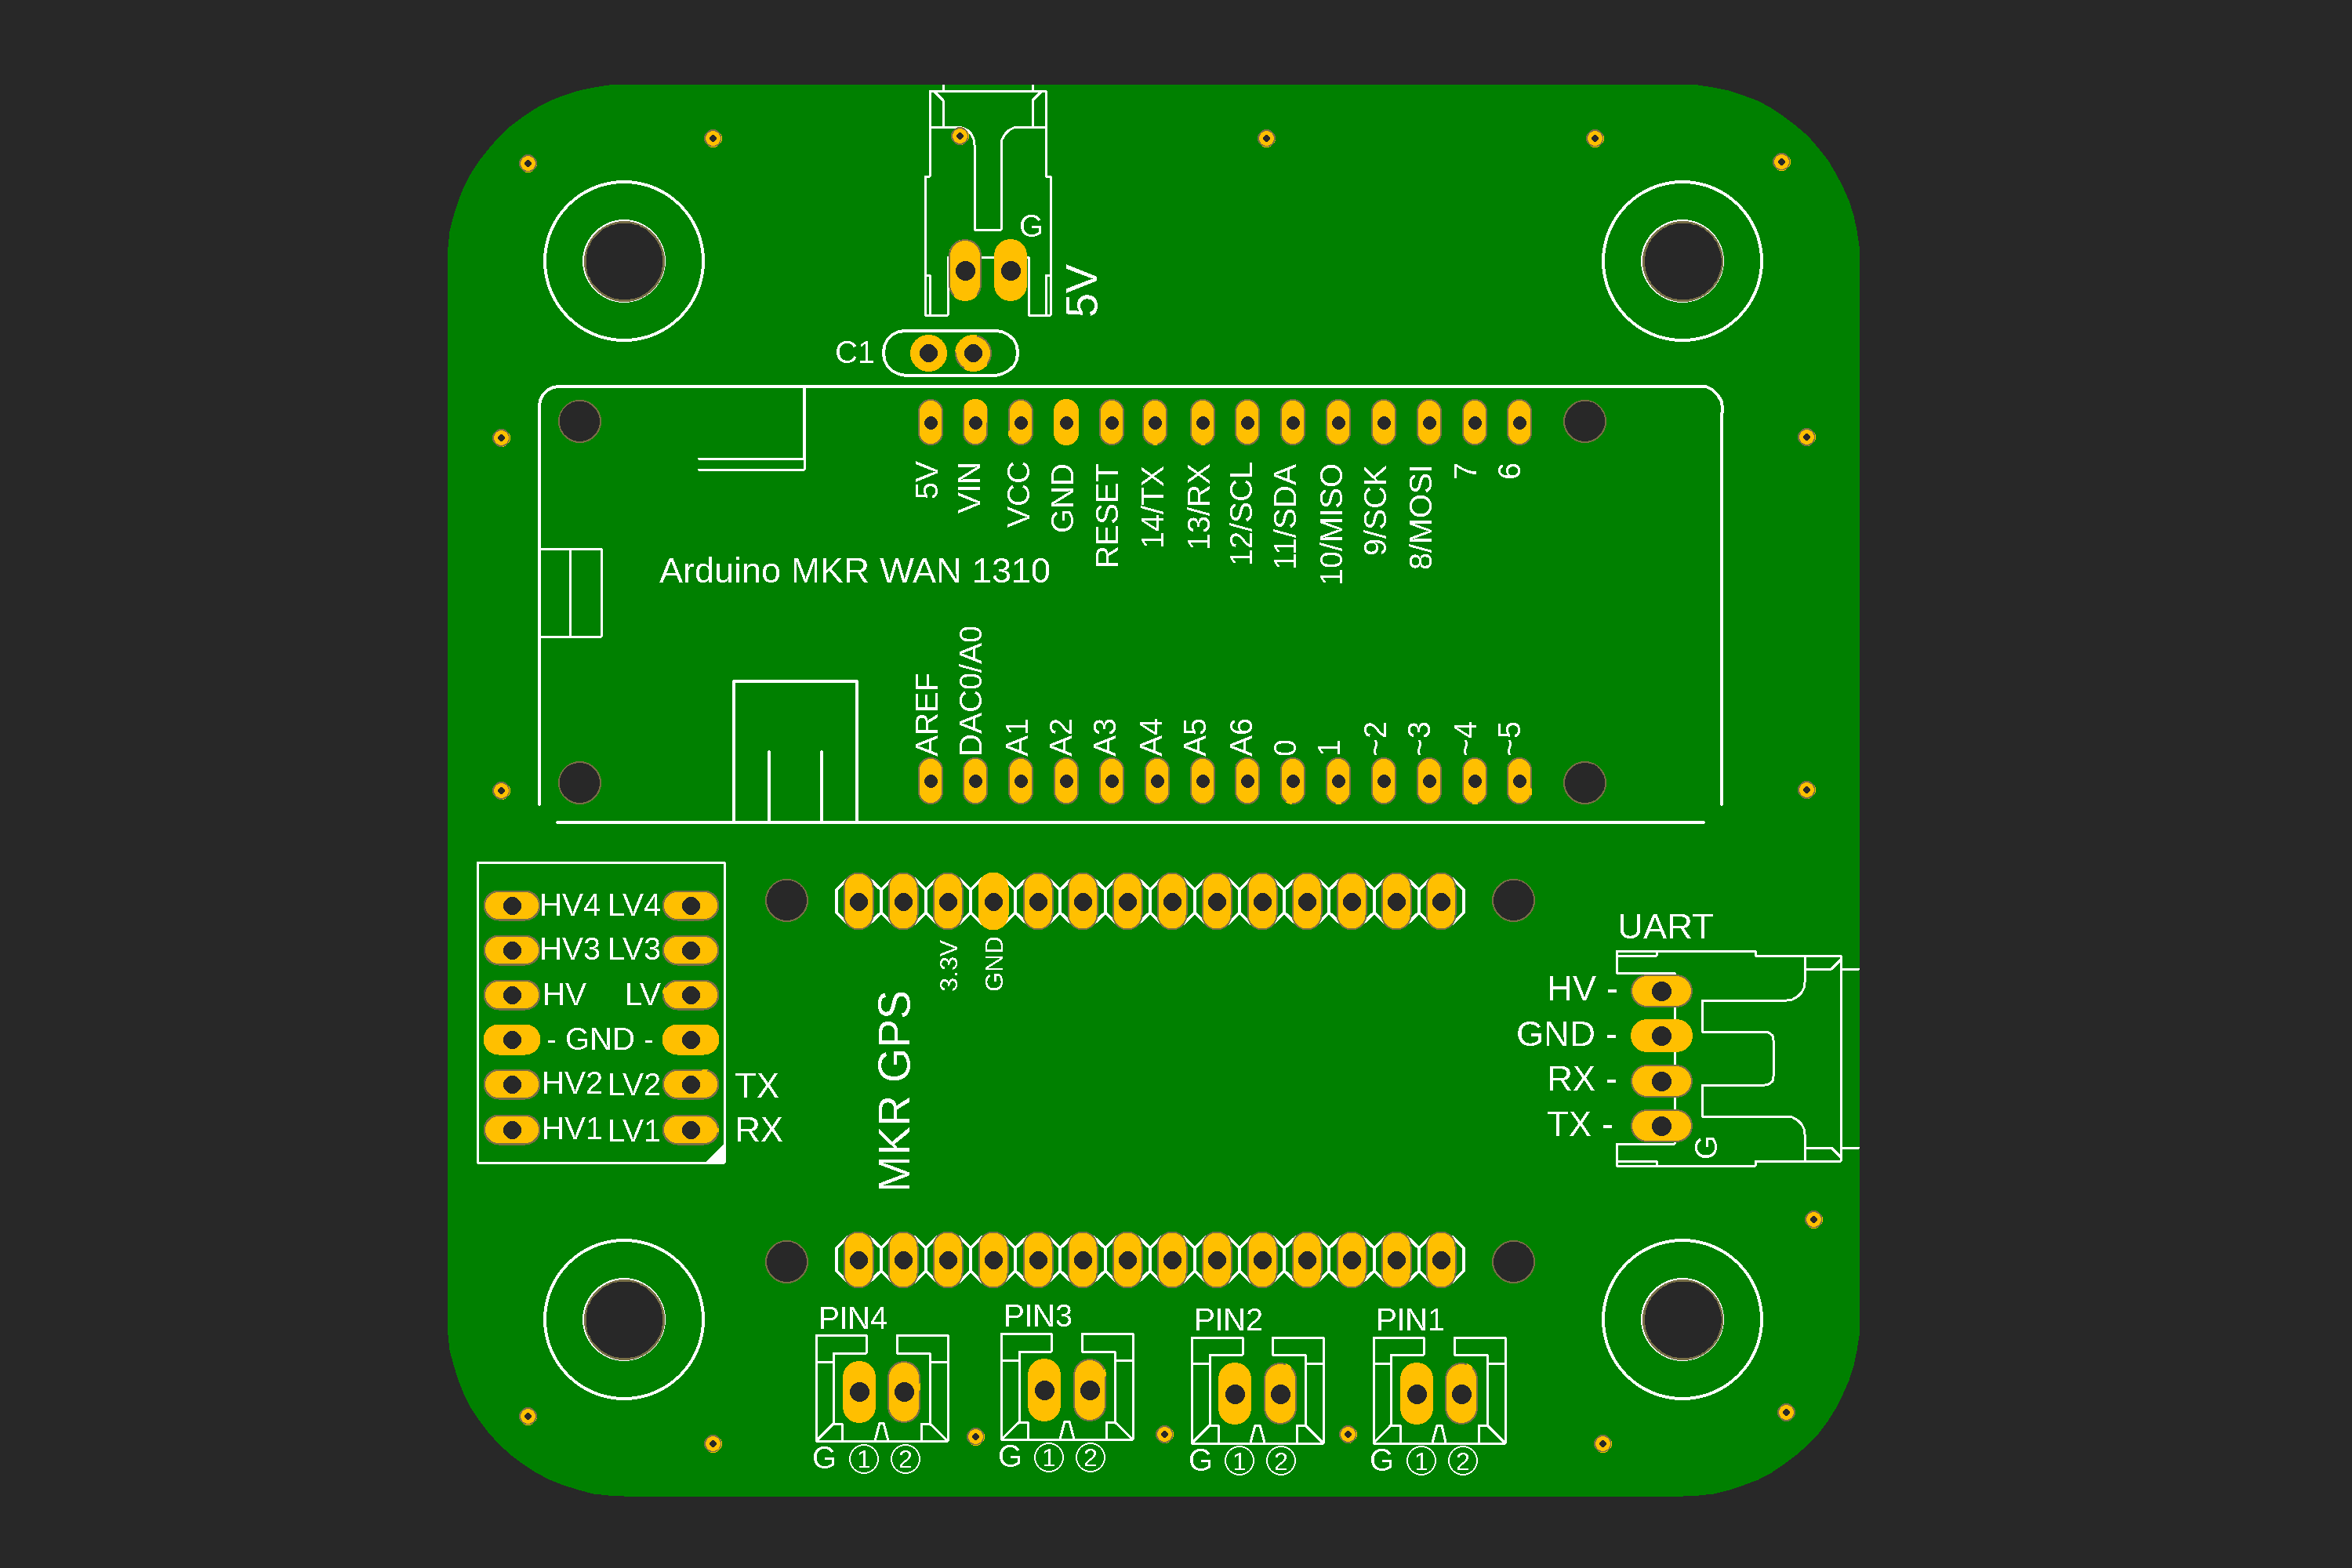 G
5V
C1
5V VIN VCC GND RESET 14/TX 13/RX 12/SCL 11/SDA 10/MISO 9/SCK 8/MOSI 7 6
Arduino MKR WAN 1310
AREF DAC0/A0 A1 A2 A3 A4 A5 A6 0 1 ~2 ~3 ~4 ~5
HV4 LV4
HV3 LV3
HV LV
- GND -
HV2 LV2 TX
HV1 LV1 RX
3.3V GND
MKR GPS
UART
HV -
GND -
RX -
TX -
G
PIN4 PIN3 PIN2 PIN1
G ① ② G ① ② G ① ② G ① ②